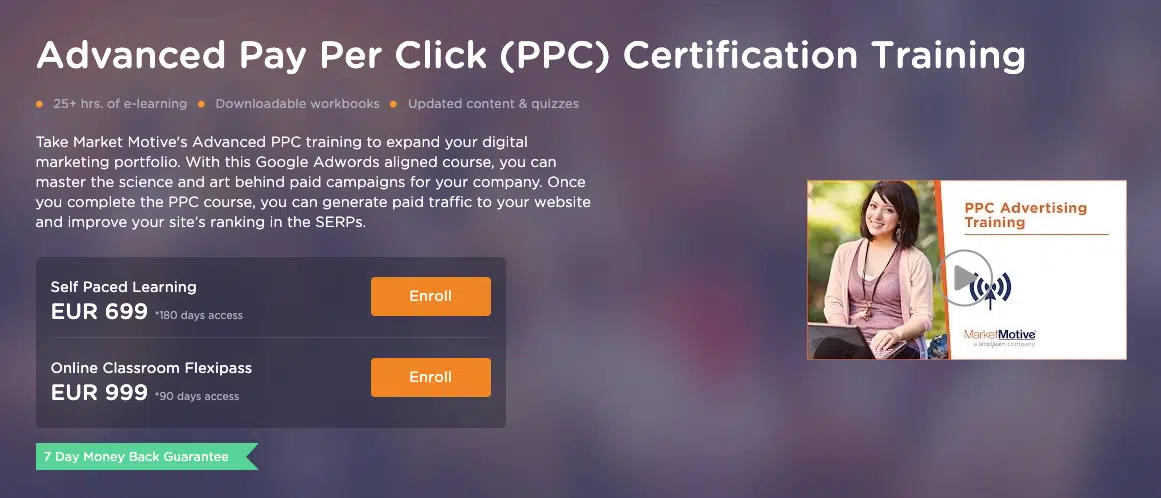 Advanced Pay Per Click (PPC) Certification Training
25+ hrs. of e-learning Downloadable workbooks Updated content & quizzes
Take Market Motive's Advanced PPC training to expand your digital
marketing portfolio. With this Google Adwords aligned course, you can
master the science and art behind paid campaigns for your company. Once
you complete the PPC course, you can generate paid traffic to your website
and improve your site's ranking in the SERPs.
Self Paced Learning
EUR 699 *180 days access
Enroll
Online Classroom Flexipass
EUR 999 *90 days access
Enroll
7 Day Money Back Guarantee
PPC Advertising
Training
MarketMotive
a simplilearn company